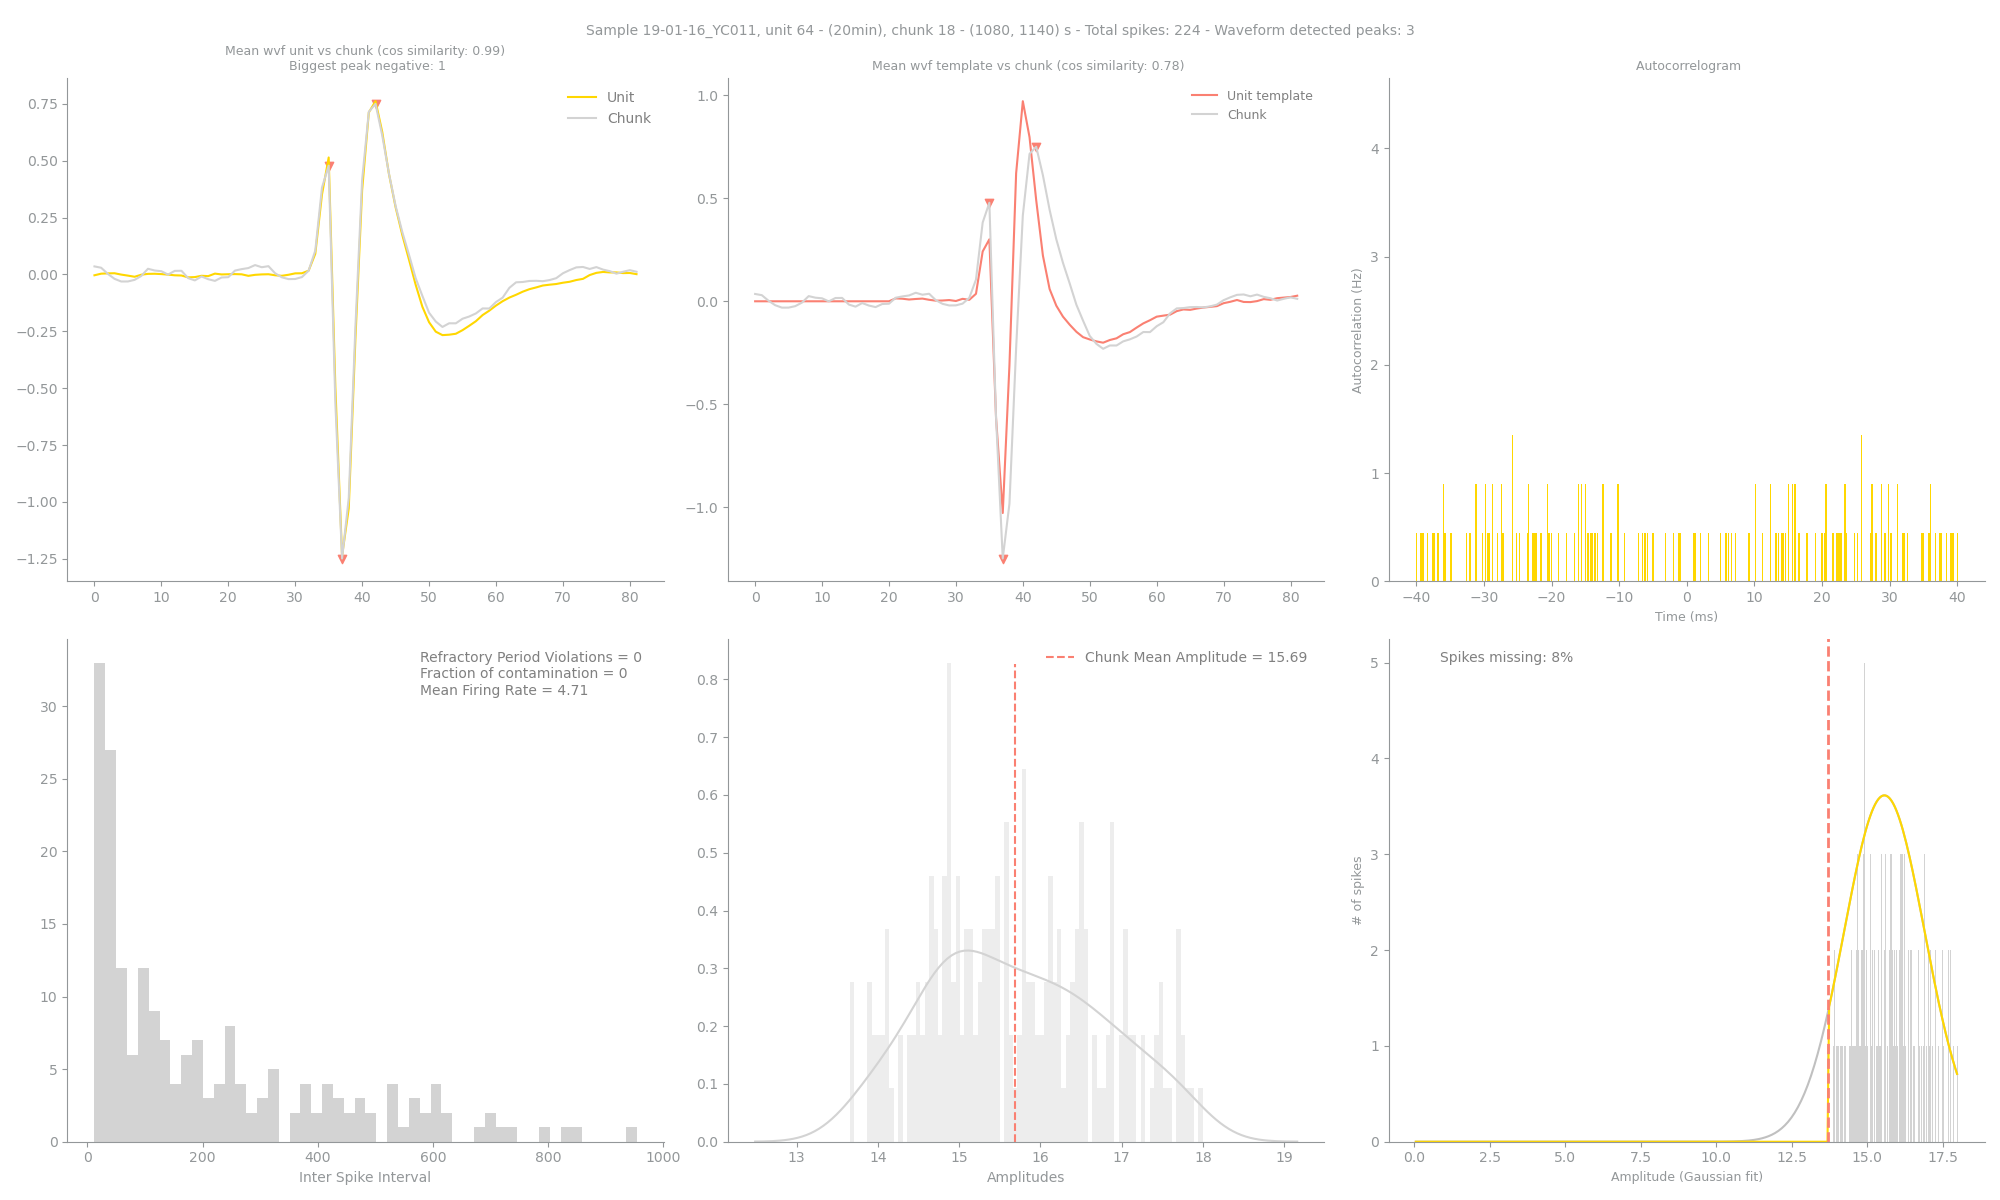 Sample 19-01-16_YC011, unit 64 - (20min), chunk 18 - (1080, 1140) s - Total spikes: 224 - Waveform detected peaks: 3
Mean wvf unit vs chunk (cos similarity: 0.99)
Biggest peak negative: 1
Unit
Chunk
0.75
0.50
0.25
0.00
−0.25
−0.50
−0.75
−1.00
−1.25
0 10 20 30 40 50 60 70 80
Mean wvf template vs chunk (cos similarity: 0.78)
Unit template
Chunk
1.0
0.5
0.0
−0.5
−1.0
0 10 20 30 40 50 60 70 80
Autocorrelogram
Autocorrelation (Hz)
4
3
2
1
0
−40 −30 −20 −10 0 10 20 30 40
Time (ms)
Refractory Period Violations = 0
Fraction of contamination = 0
Mean Firing Rate = 4.71
30
25
20
15
10
5
0
0 200 400 600 800 1000
Inter Spike Interval
Chunk Mean Amplitude = 15.69
0.8
0.7
0.6
0.5
0.4
0.3
0.2
0.1
0.0
13 14 15 16 17 18 19
Amplitudes
Spikes missing: 8%
# of spikes
5
4
3
2
1
0
0.0 2.5 5.0 7.5 10.0 12.5 15.0 17.5
Amplitude (Gaussian fit)